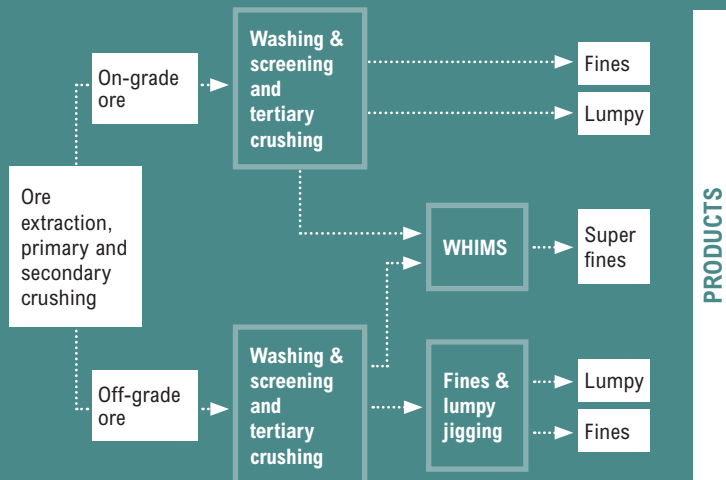 Washing &
screening
and
tertiary
crushing
On-grade
ore
Fines
Lumpy
Ore
extraction,
primary and
secondary
crushing
WHIMS
Super
fines
PRODUCTS
Off-grade
ore
Washing &
screening
and
tertiary
crushing
Fines &
lumpy
jigging
Lumpy
Fines